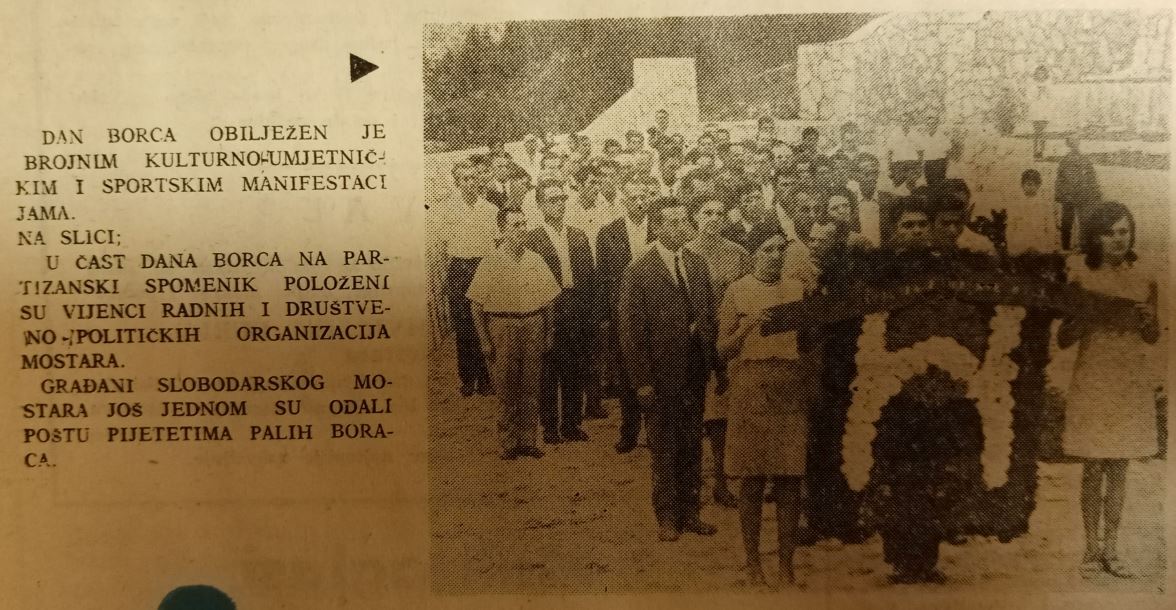 DAN BORCA OBILJEŽEN JE
BROJNIM KULTURNO-UMJETNIČ-
KIM I SPORTSKIM MANIFESTACI
JAMA.
NA SLICI;
U ČAST DANA BORCA NA PAR-
TIZANSKI SPOMENIK POLOŽENI
SU VIJENCI RADNIH I DRUŠTVE-
NO-POLITIČKIH ORGANIZACIJA
MOSTARA.
GRAĐANI SLOBODARSKOG MO-
STARA JOŠ JEDNOM SU ODALI
POŠTU PIJETETIMA PALIH BORA-
CA.